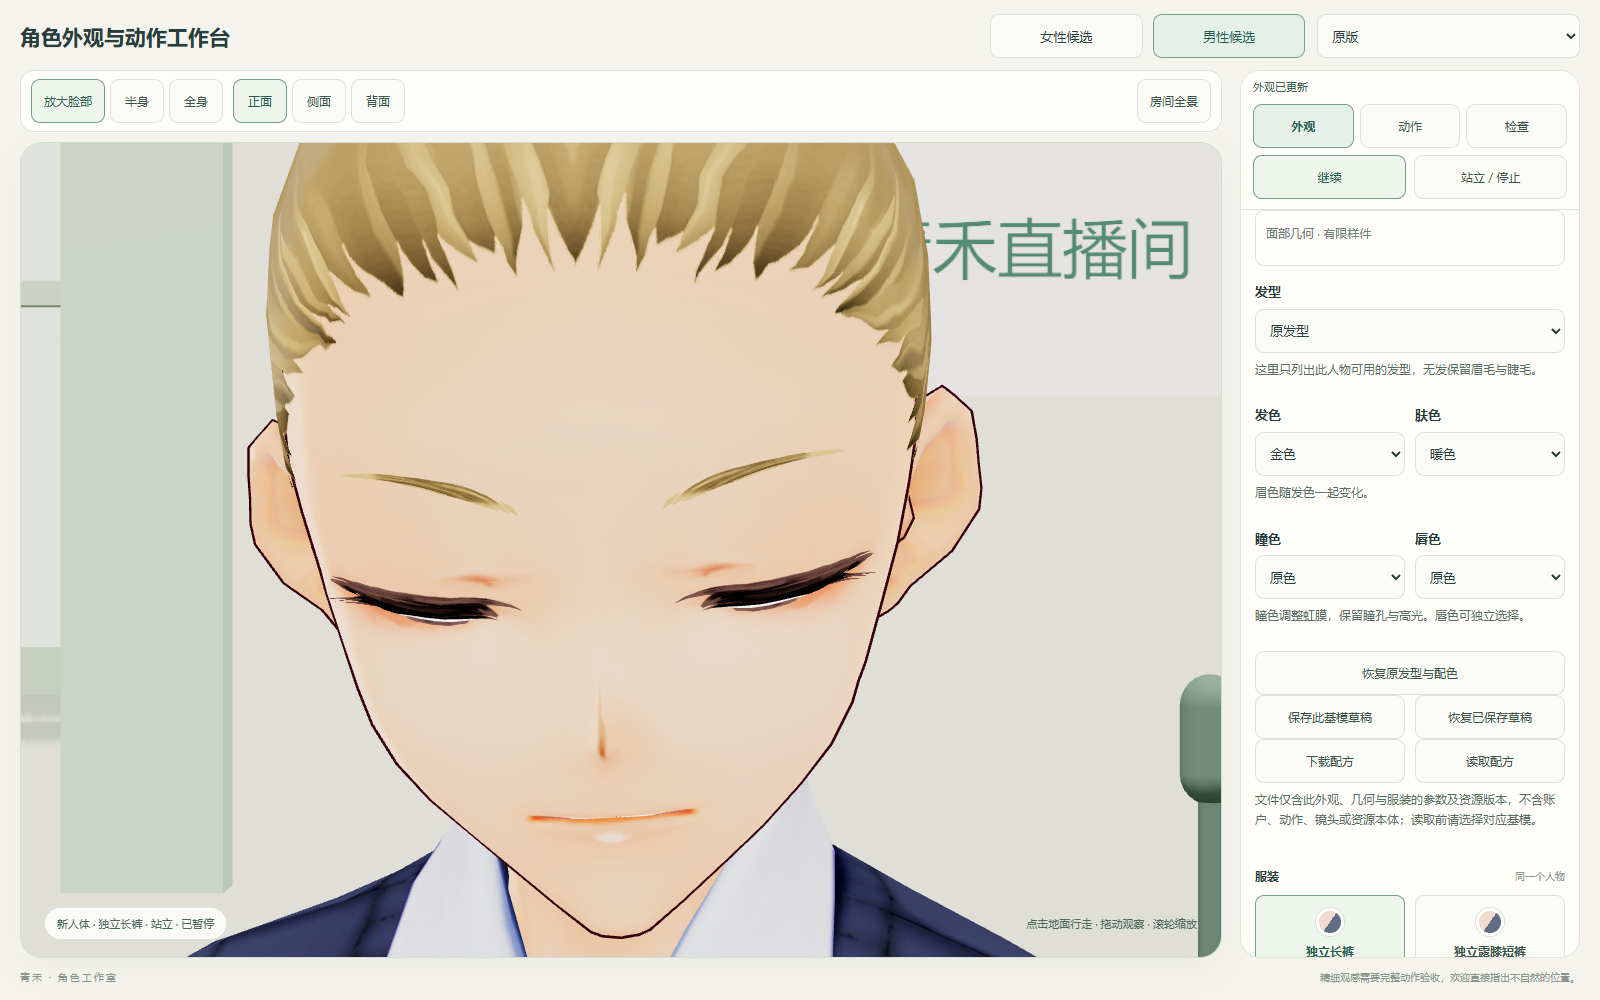 角色外观与动作工作台
女性候选
男性候选
原版
放大脸部
半身
全身
正面
侧面
背面
房间全景
外观已更新
外观
动作
检查
继续
站立 / 停止
面部几何 · 有限样件
发型
原发型
这里只列出此人物可用的发型，无发保留眉毛与睫毛。
发色
肤色
金色
暖色
眉色随发色一起变化。
瞳色
唇色
原色
原色
瞳色调整虹膜，保留瞳孔与高光。唇色可独立选择。
恢复原发型与配色
保存此基模草稿
恢复已保存草稿
下载配方
读取配方
文件仅含此外观、几何与服装的参数及资源版本，不含账
户、动作、镜头或资源本体；读取前请选择对应基模。
服装
同一个人物
独立长裤
独立露膝短裤
禾直播间
新人体 · 独立长裤 · 站立 · 已暂停
点击地面行走 · 拖动观察 · 滚轮缩放
青禾 · 角色工作室
精细观感需要完整动作验收，欢迎直接指出不自然的位置。